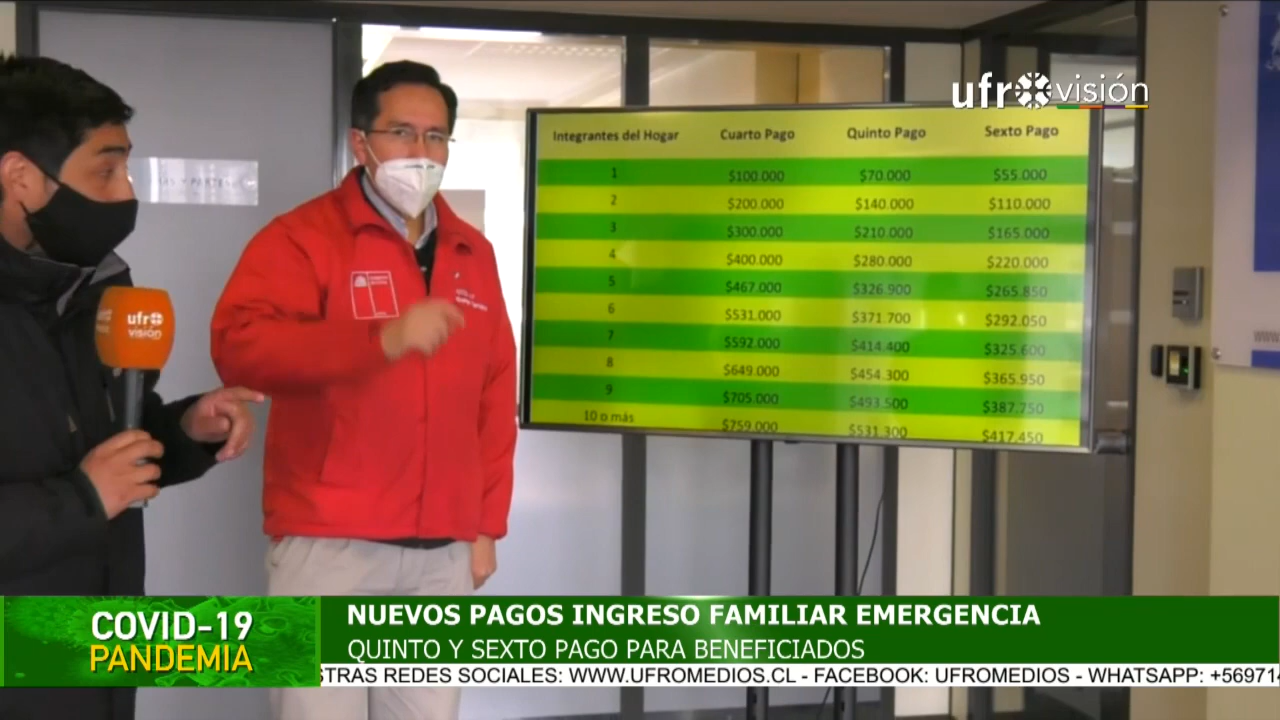 ufro visión
Integrantes del Hogar Cuarto Pago Quinto Pago Sexto Pago
1 $100.000 $70.000 $55.000
2 $200.000 $140.000 $110.000
3 $300.000 $210.000 $165.000
4 $400.000 $280.000 $220.000
5 $467.000 $326.900 $265.850
6 $531.000 $371.700 $292.050
7 $592.000 $414.400 $325.600
8 $649.000 $454.300 $365.950
9 $705.000 $493.500 $387.750
10 o más $759.000 $531.300 $417.450
ufro
visión
COVID-19
PANDEMIA
NUEVOS PAGOS INGRESO FAMILIAR EMERGENCIA
QUINTO Y SEXTO PAGO PARA BENEFICIADOS
STRAS REDES SOCIALES: WWW.UFROMEDIOS.CL - FACEBOOK: UFROMEDIOS - WHATSAPP: +569714